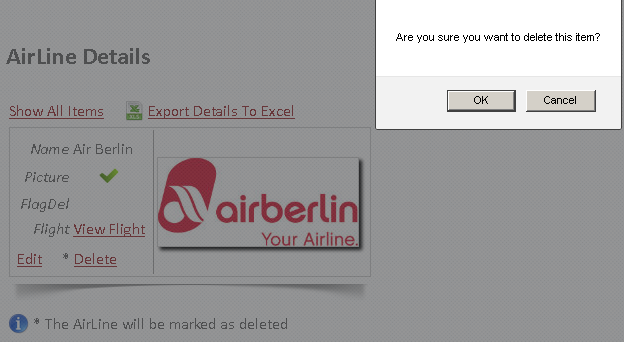 Are you sure you want to delete this item?
OK Cancel
AirLine Details
Show All Items XLS Export Details To Excel
Name Air Berlin
Picture
FlagDel
Flight View Flight
Edit * Delete
airberlin
Your Airline.
i * The AirLine will be marked as deleted